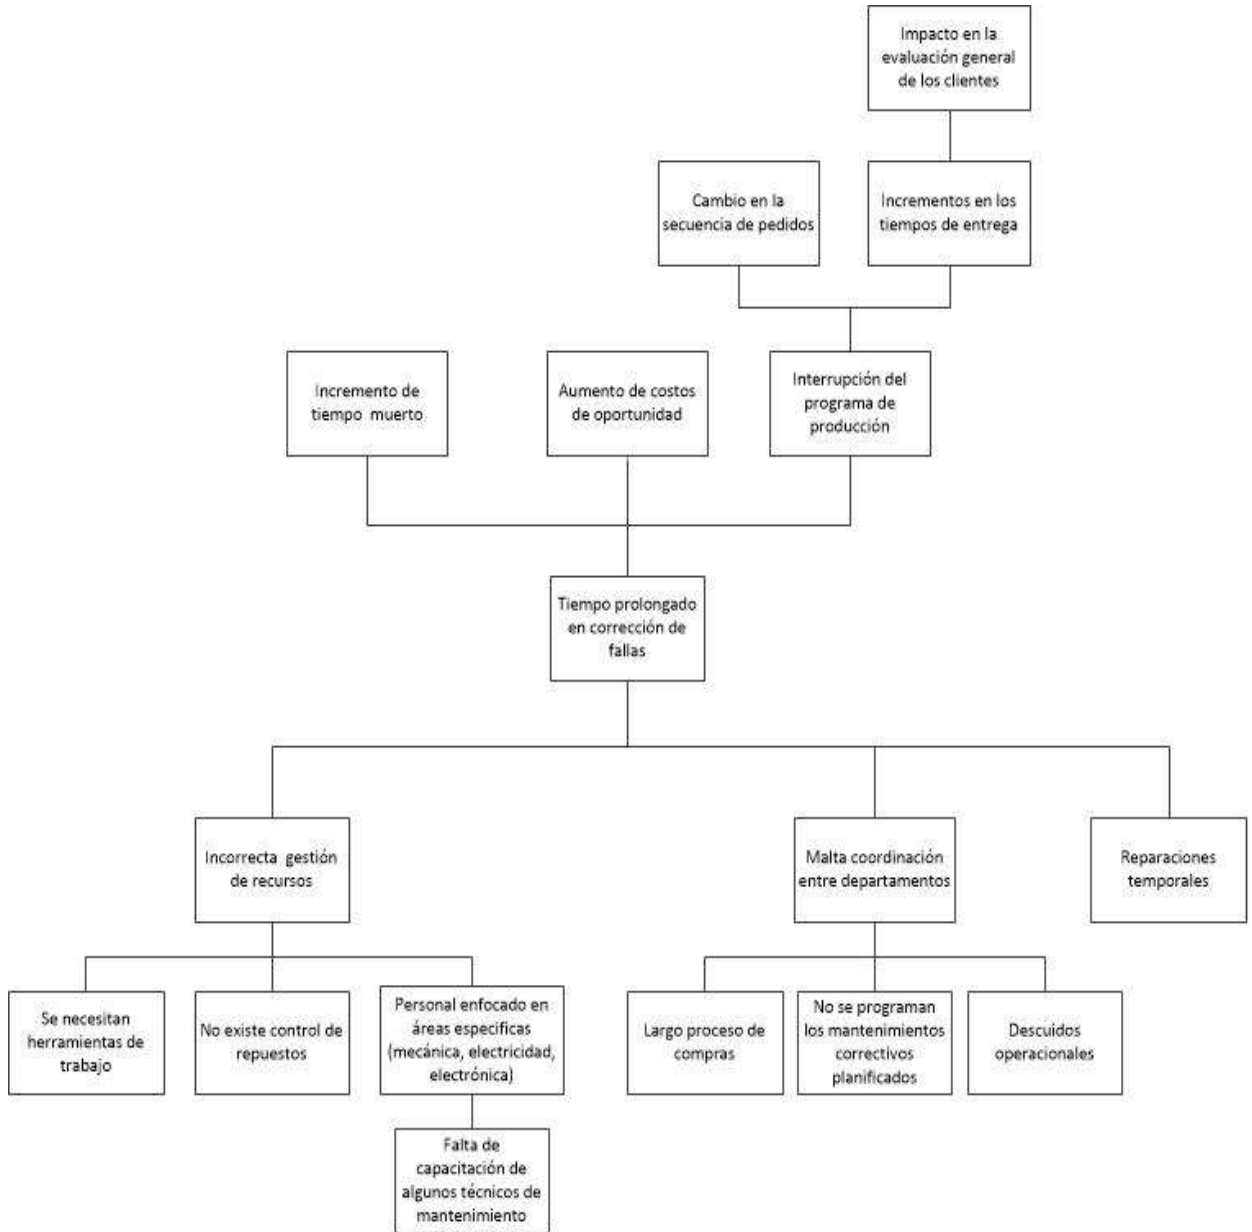 Impacto en la
evaluación general
de los clientes
Cambio en la
secuencia de pedidos
Incrementos en los
tiempos de entrega
Incremento de
tiempo muerto
Aumento de costos
de oportunidad
Interrupción del
programa de
producción
Tiempo prolongado
en corrección de
fallas
Incorrecta gestión
de recursos
Malta coordinación
entre departamentos
Reparaciones
temporales
Se necesitan
herramientas de
trabajo
No existe control de
repuestos
Personal enfocado en
áreas especificas
(mecánica, electricidad,
electrónica)
Largo proceso de
compras
No se programan
los mantenimientos
correctivos
planificados
Descuidos
operacionales
Falta de
capacitación de
algunos técnicos de
mantenimiento